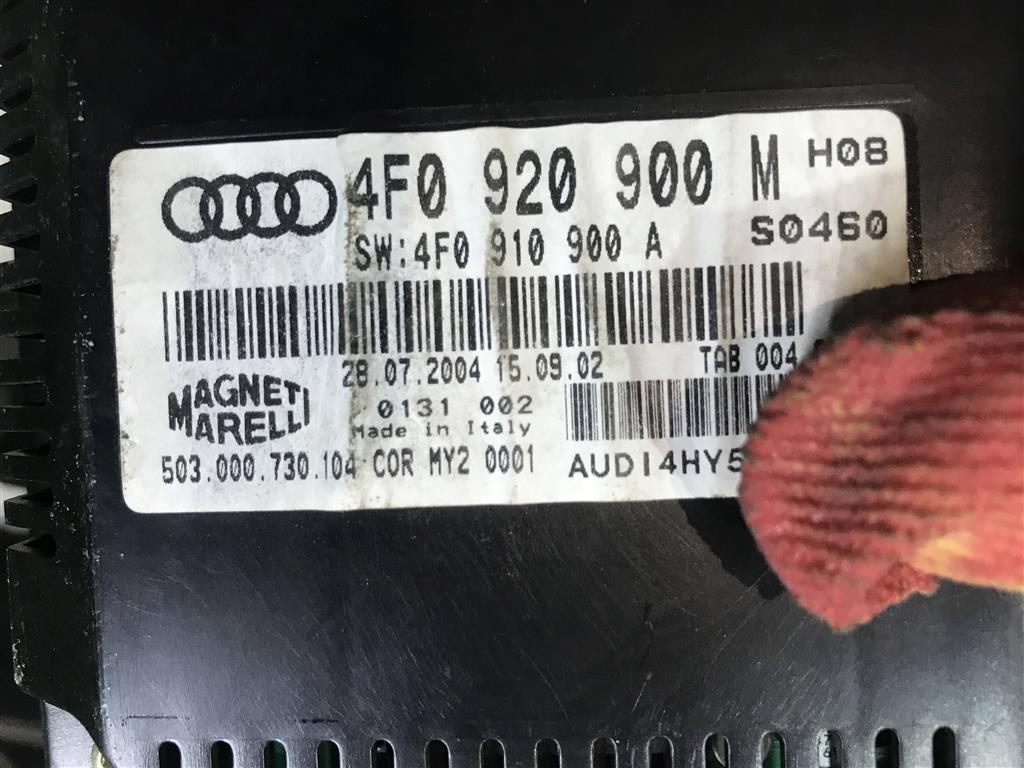 4F0 920 900 M H08
SW:4F0 910 900 A S0460
28.07.2004 15.09.02 TAB 004
MAGNETI MARELLI
0131 002
Made in Italy
503.000.730.104 COR MY2 0001
AUDI4HY5